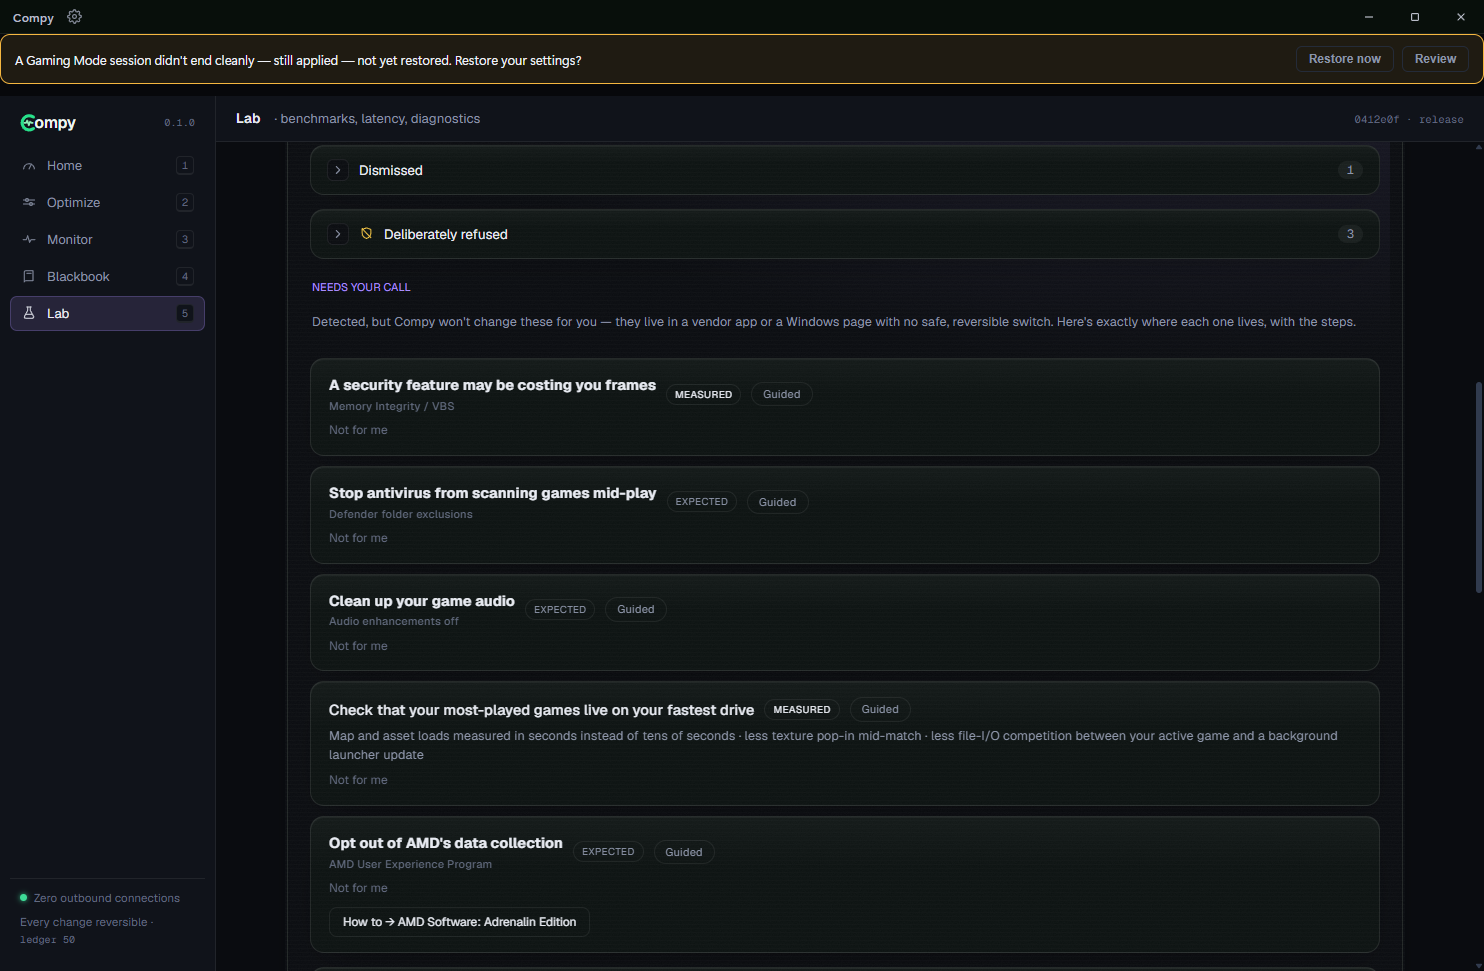 Compy
A Gaming Mode session didn't end cleanly — still applied — not yet restored. Restore your settings?
Restore now
Review
Compy
0.1.0
Home
1
Optimize
2
Monitor
3
Blackbook
4
Lab
5
Zero outbound connections
Every change reversible ·
ledger 50
Lab · benchmarks, latency, diagnostics
0412e0f · release
Dismissed
1
Deliberately refused
3
NEEDS YOUR CALL
Detected, but Compy won't change these for you — they live in a vendor app or a Windows page with no safe, reversible switch. Here's exactly where each one lives, with the steps.
A security feature may be costing you frames
MEASURED
Guided
Memory Integrity / VBS
Not for me
Stop antivirus from scanning games mid-play
EXPECTED
Guided
Defender folder exclusions
Not for me
Clean up your game audio
EXPECTED
Guided
Audio enhancements off
Not for me
Check that your most-played games live on your fastest drive
MEASURED
Guided
Map and asset loads measured in seconds instead of tens of seconds · less texture pop-in mid-match · less file-I/O competition between your active game and a background
launcher update
Not for me
Opt out of AMD's data collection
EXPECTED
Guided
AMD User Experience Program
Not for me
How to → AMD Software: Adrenalin Edition